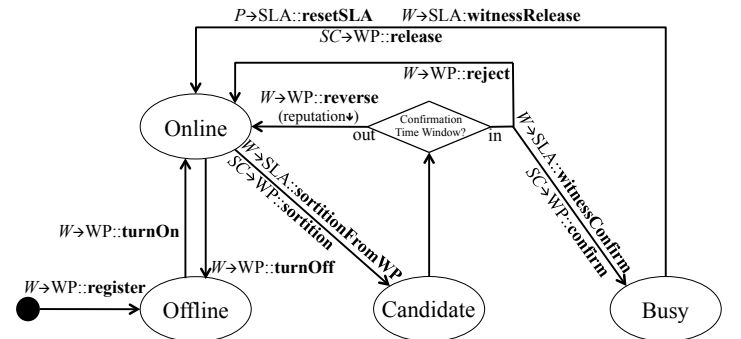 P→SLA::resetSLA W→SLA:witnessRelease
SC→WP::release
W→WP::reject
W→WP::reverse
(reputation↓)
Confirmation
Time Window?
out
in
Online
W→SLA::sortitionFromWP
SC→WP::sortition
W→SLA::witnessConfirm
SC→WP::confirm
W→WP::turnOn
W→WP::turnOff
W→WP::register
Offline
Candidate
Busy